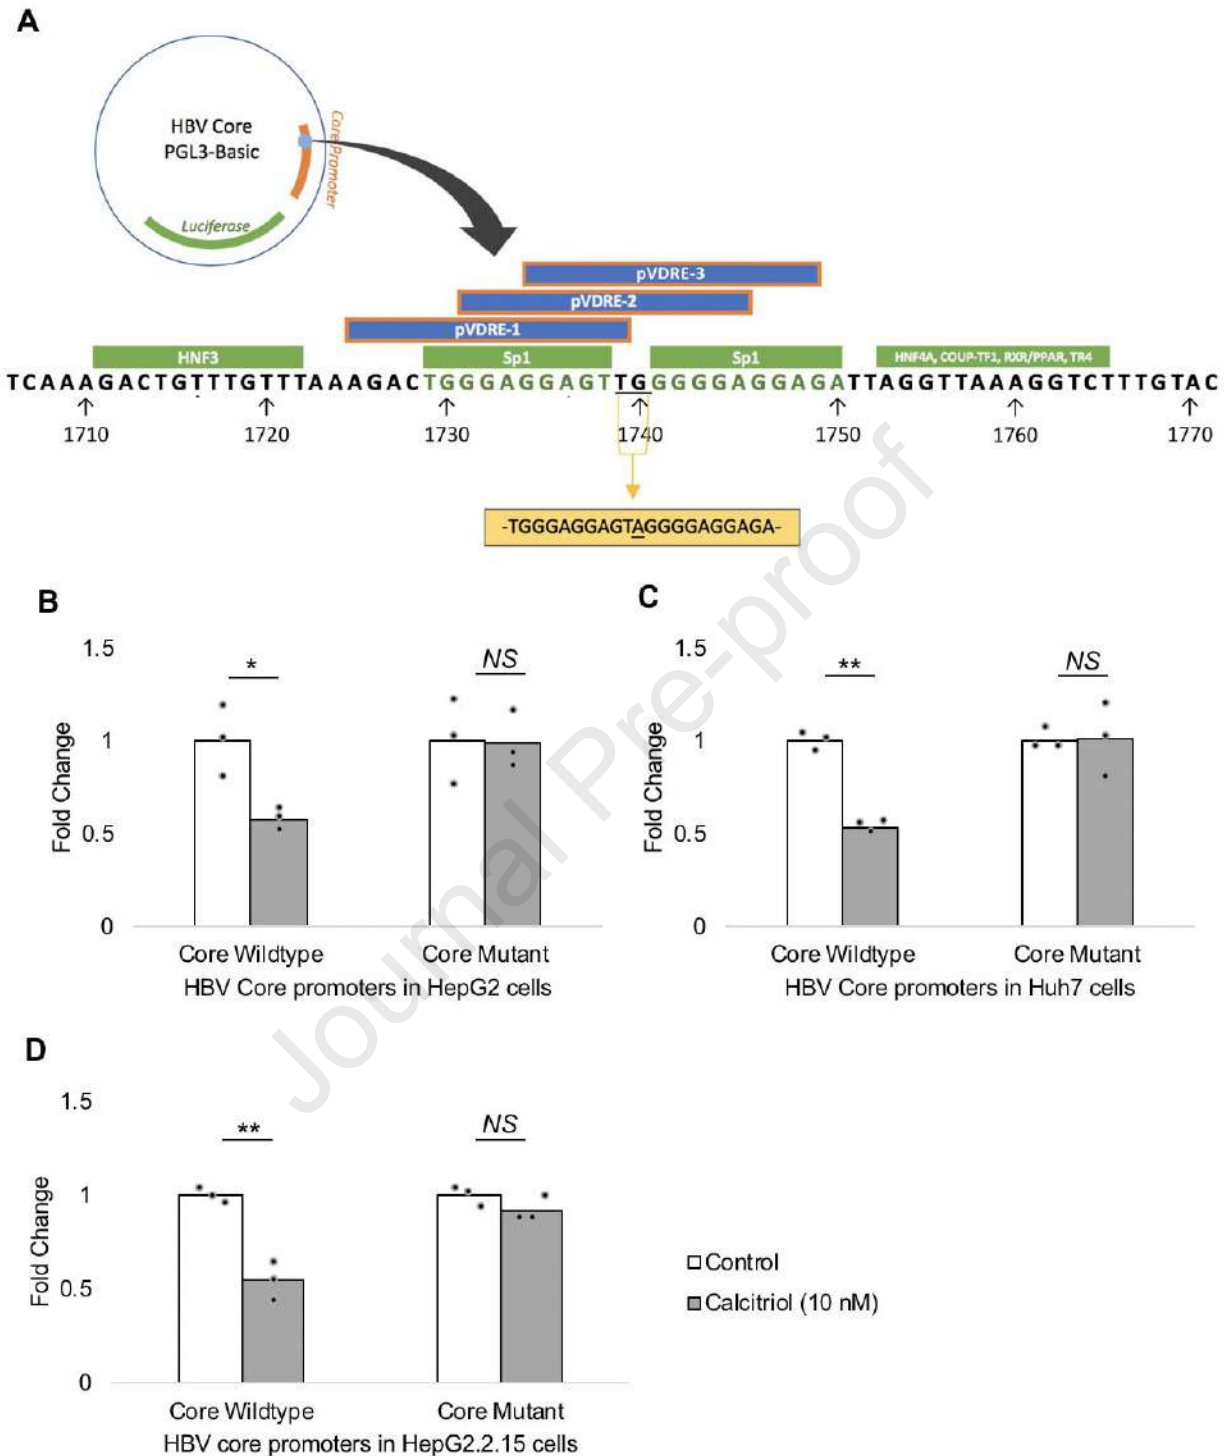 A
HBV Core
PGL3-Basic
Core Promoter
Luciferase
pVDRE-3
pVDRE-2
pVDRE-1
HNF3
Sp1
Sp1
HNF4A, COUP-TF1, RXR/PPAR, TR4
TCAAAGACTGTTTGTTTAAAGACTGGGAGGAGTTGGGGGAGGAGATTAGGTTAAAGGTCTTTGTAC
1710
1720
1730
1740
1750
1760
1770
-TGGGAGGAGTAGGGGAGGAGA-
B
1.5
*
NS
1
0.5
0
Fold Change
Core Wildtype
Core Mutant
HBV Core promoters in HepG2 cells
C
1.5
**
NS
1
0.5
0
Fold Change
Core Wildtype
Core Mutant
HBV Core promoters in Huh7 cells
D
1.5
**
NS
1
0.5
0
Fold Change
Core Wildtype
Core Mutant
HBV core promoters in HepG2.2.15 cells
Control
Calcitriol (10 nM)
Journal Pre-proof